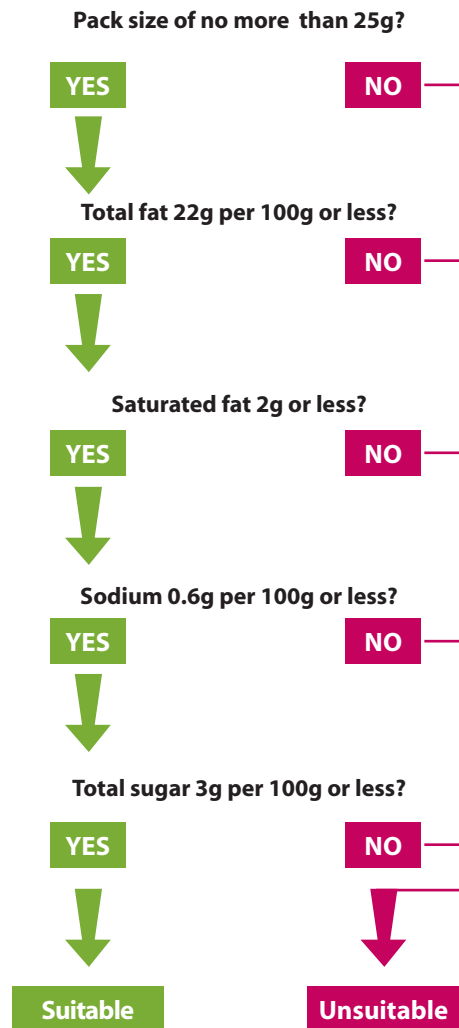 Pack size of no more than 25g?
YES NO
Total fat 22g per 100g or less?
YES NO
Saturated fat 2g or less?
YES NO
Sodium 0.6g per 100g or less?
YES NO
Total sugar 3g per 100g or less?
YES NO
Suitable Unsuitable